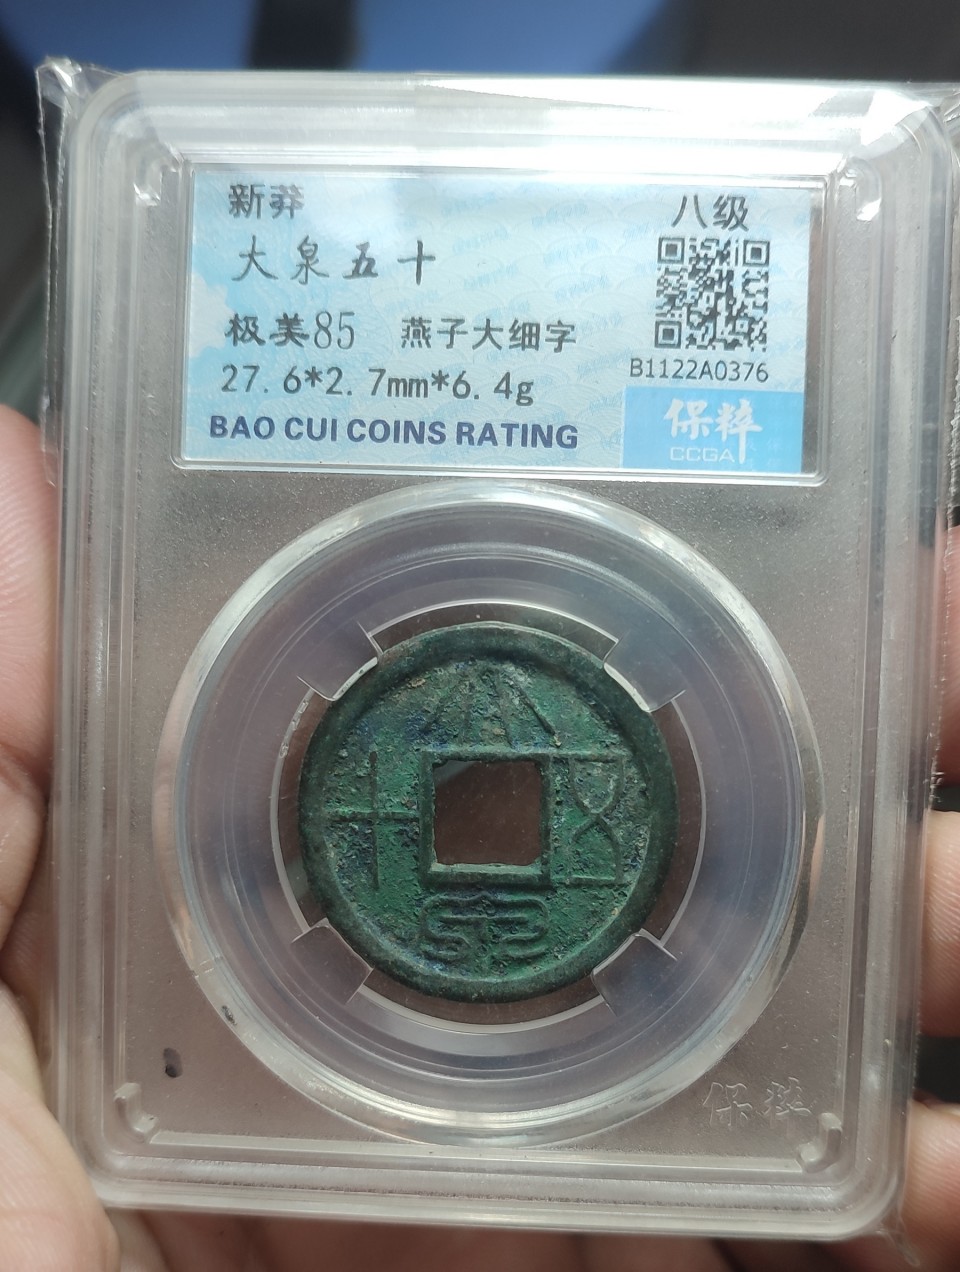 新莽
八级
大泉五十
极美85 燕子大细字
B1122A0376
27.6*2.7mm*6.4g
保粹
CCGA
BAO CUI COINS RATING
大
十 五
泉
保粹